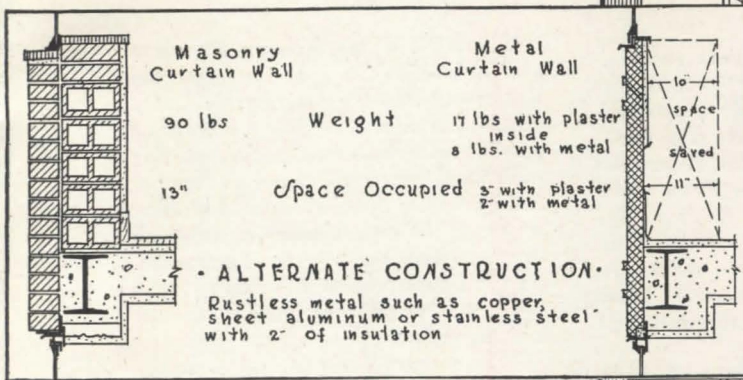 Masonry
Curtain Wall
Metal
Curtain Wall
90 lbs
Weight
17 lbs with plaster
inside
8 lbs. with metal
13"
Space Occupied
3" with plaster
2" with metal
10"
space
saved
11"
· ALTERNATE CONSTRUCTION ·
Rustless metal such as copper,
sheet aluminum or stainless steel
with 2" of insulation